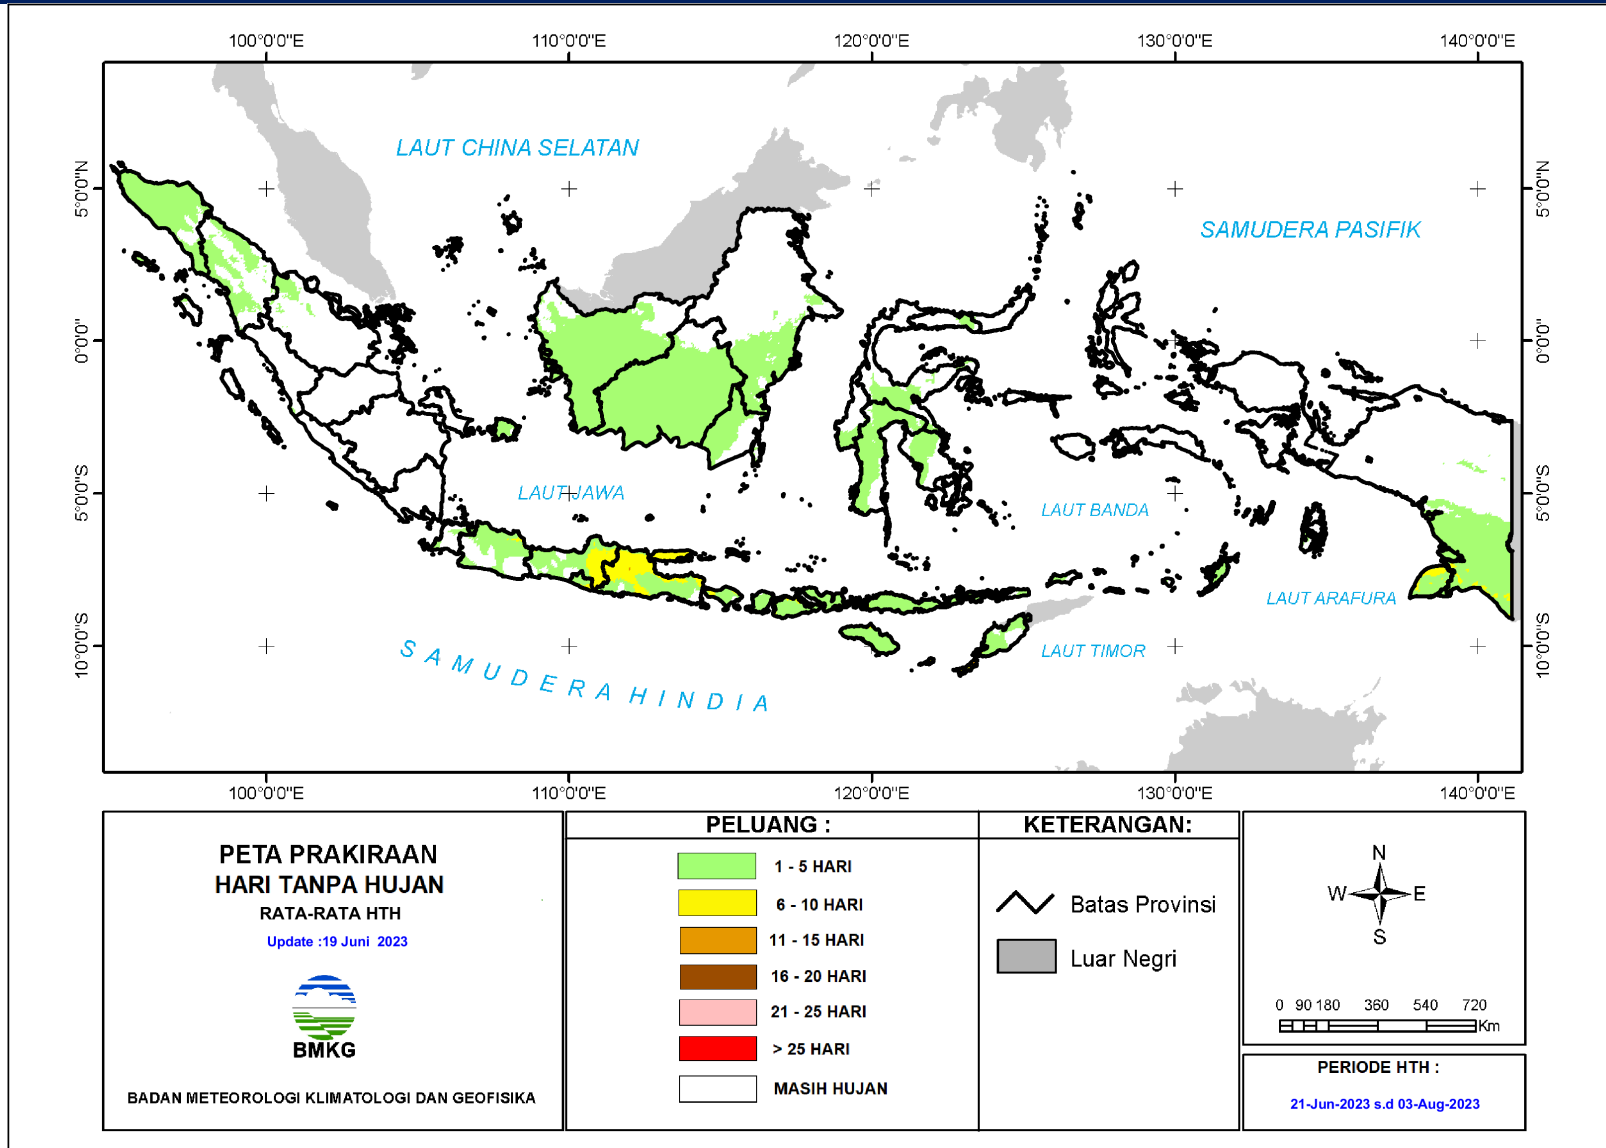 100°0'0"E 110°0'0"E 120°0'0"E 130°0'0"E 140°0'0"E
LAUT CHINA SELATAN
5°0'0"N
5°0'0"N
SAMUDERA PASIFIK
0°0'0"
0°0'0"
LAUT JAWA
5°0'0"S
5°0'0"S
LAUT BANDA
LAUT ARAFURA
10°0'0"S
10°0'0"S
LAUT TIMOR
SAMUDERA HINDIA
100°0'0"E 110°0'0"E 120°0'0"E 130°0'0"E 140°0'0"E
PETA PRAKIRAAN
HARI TANPA HUJAN
RATA-RATA HTH
Update :19 Juni 2023
BMKG
BADAN METEOROLOGI KLIMATOLOGI DAN GEOFISIKA
PELUANG :
1 - 5 HARI
6 - 10 HARI
11 - 15 HARI
16 - 20 HARI
21 - 25 HARI
> 25 HARI
MASIH HUJAN
KETERANGAN:
Batas Provinsi
Luar Negri
N
W E
S
0 90 180 360 540 720
Km
PERIODE HTH :
21-Jun-2023 s.d 03-Aug-2023